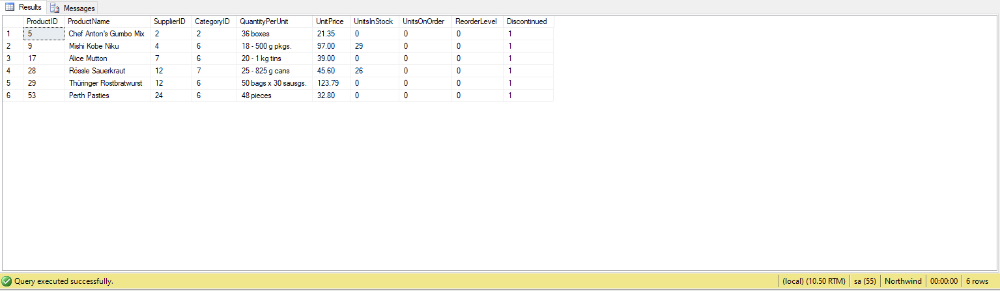 Results Messages
ProductID ProductName SupplierID CategoryID QuantityPerUnit UnitPrice UnitsInStock UnitsOnOrder ReorderLevel Discontinued
1 5 Chef Anton's Gumbo Mix 2 2 36 boxes 21.35 0 0 0 1
2 9 Mishi Kobe Niku 4 6 18 - 500 g pkgs. 97.00 29 0 0 1
3 17 Alice Mutton 7 6 20 - 1 kg tins 39.00 0 0 0 1
4 28 Rössle Sauerkraut 12 7 25 - 825 g cans 45.60 26 0 0 1
5 29 Thüringer Rostbratwurst 12 6 50 bags x 30 sausgs. 123.79 0 0 0 1
6 53 Perth Pasties 24 6 48 pieces 32.80 0 0 0 1
Query executed successfully. (local) (10.50 RTM) sa (55) Northwind 00:00:00 6 rows